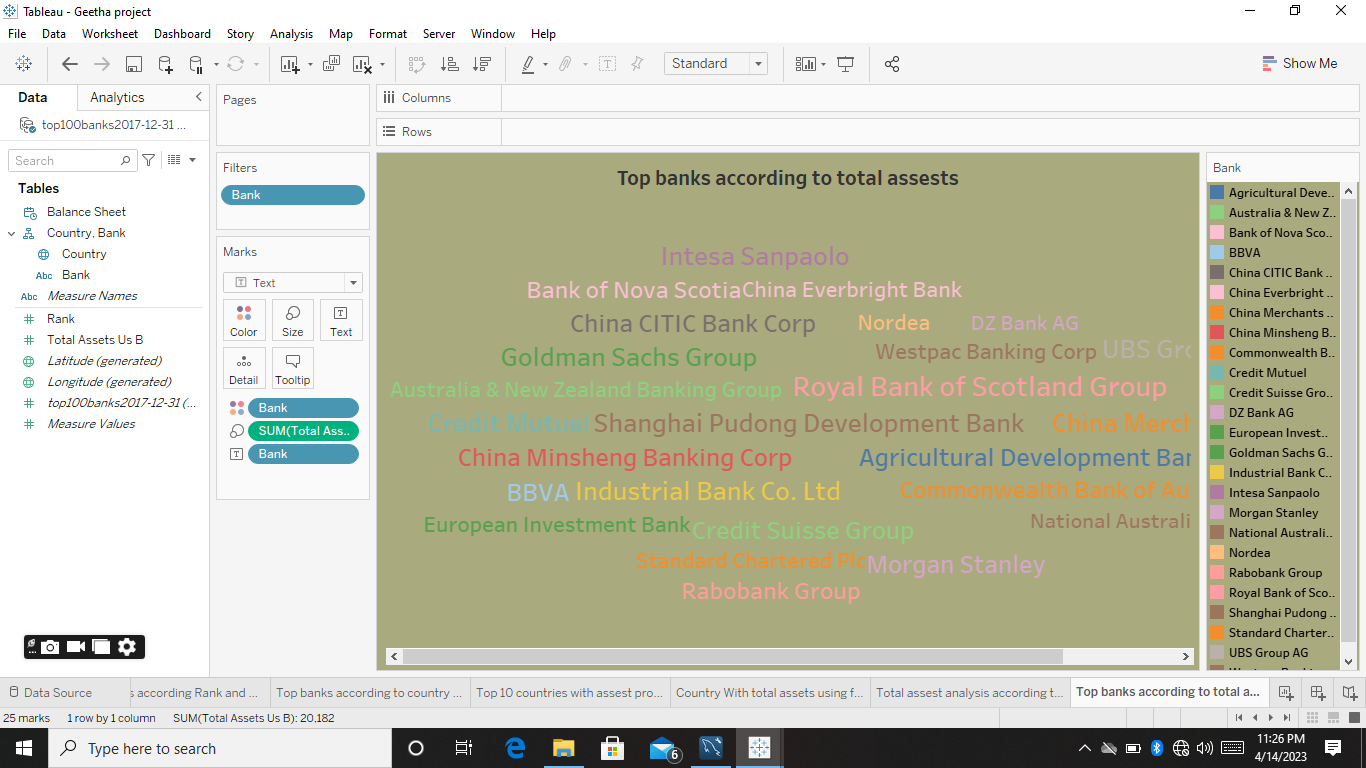 Tableau - Geetha project
File Data Worksheet Dashboard Story Analysis Map Format Server Window Help
Standard
Show Me
Data Analytics
top100banks2017-12-31 ...
Search
Tables
Balance Sheet
Country, Bank
Country
Abc Bank
Abc Measure Names
Rank
Total Assets Us B
Latitude (generated)
Longitude (generated)
top100banks2017-12-31 (...
Measure Values
Pages
Filters
Bank
Marks
Text
Color Size Text
Detail Tooltip
Bank
SUM(Total Ass..
Bank
Columns
Rows
Top banks according to total assests
Intesa Sanpaolo
Bank of Nova Scotia China Everbright Bank
China CITIC Bank Corp Nordea DZ Bank AG
Goldman Sachs Group Westpac Banking Corp UBS Gro
Australia & New Zealand Banking Group Royal Bank of Scotland Group
Credit Mutuel Shanghai Pudong Development Bank China Merch
China Minsheng Banking Corp Agricultural Development Ban
BBVA Industrial Bank Co. Ltd Commonwealth Bank of Au
European Investment Bank Credit Suisse Group National Australi
Standard Chartered Plc Morgan Stanley
Rabobank Group
Bank
Agricultural Deve..
Australia & New Z..
Bank of Nova Sco..
BBVA
China CITIC Bank ..
China Everbright ..
China Merchants ..
China Minsheng B..
Commonwealth B..
Credit Mutuel
Credit Suisse Gro..
DZ Bank AG
European Invest..
Goldman Sachs G..
Industrial Bank C..
Intesa Sanpaolo
Morgan Stanley
National Australi..
Nordea
Rabobank Group
Royal Bank of Sco..
Shanghai Pudong ..
Standard Charter..
UBS Group AG
Data Source s according Rank and ... Top banks according to country ... Top 10 countries with assest pro... Country With total assets using f... Total assest analysis according t... Top banks according to total a...
25 marks 1 row by 1 column SUM(Total Assets Us B): 20.182
Type here to search
6
11:26 PM
4/14/2023